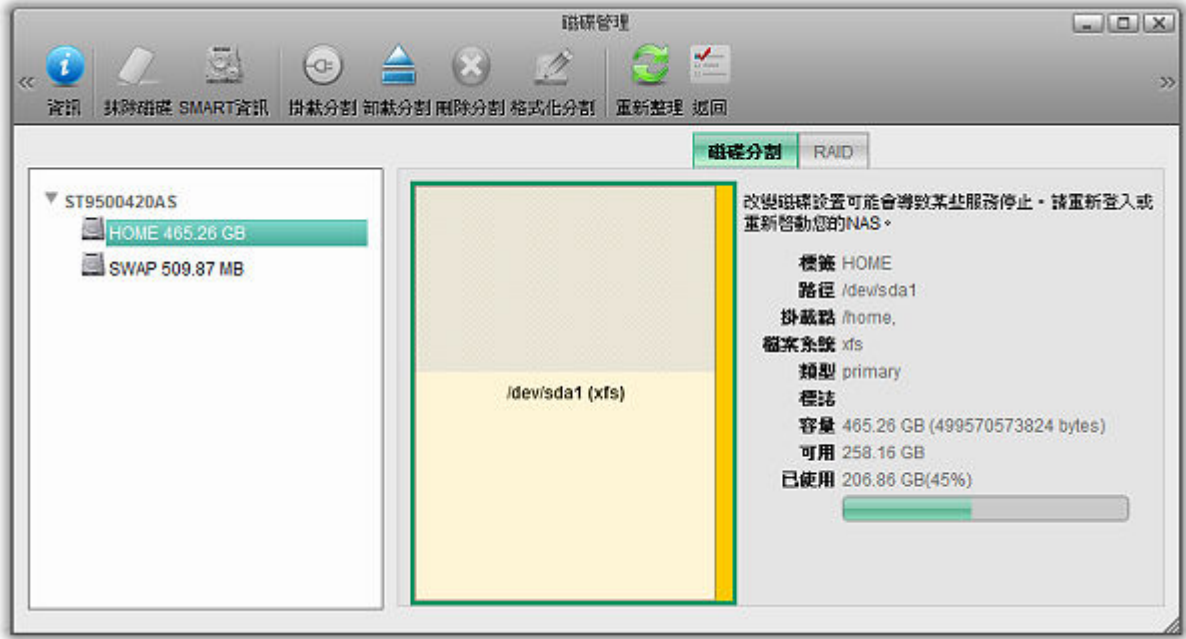 磁碟管理
資訊 抹除磁碟 SMART資訊 掛載分割 卸載分割 刪除分割 格式化分割 重新整理 返回
磁碟分割 RAID
ST9500420AS
HOME 465.26 GB
SWAP 509.87 MB
/dev/sda1 (xfs)
改變磁碟設置可能會導致某些服務停止。請重新登入或
重新啟動您的NAS。
標籤 HOME
路徑 /dev/sda1
掛載點 /home,
檔案系統 xfs
類型 primary
標誌
容量 465.26 GB (499570573824 bytes)
可用 258.16 GB
已使用 206.86 GB(45%)